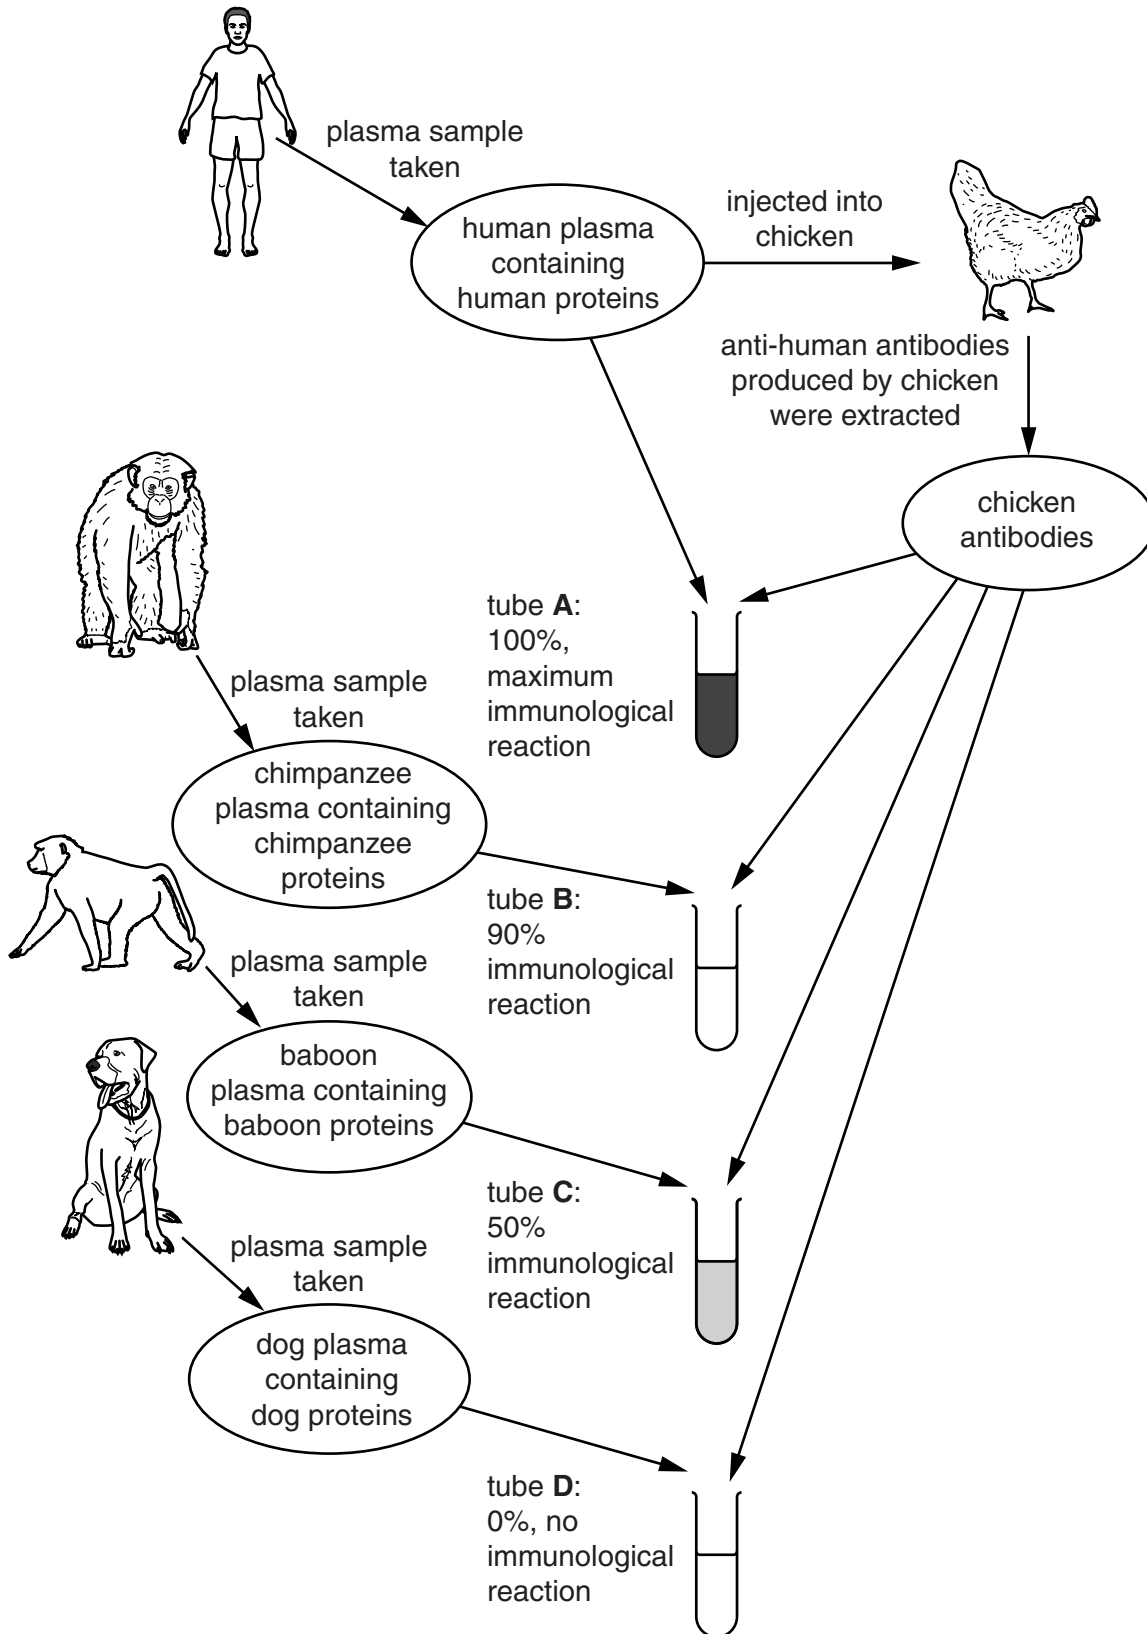 plasma sample
taken
human plasma
containing
human proteins
injected into
chicken
anti-human antibodies
produced by chicken
were extracted
chicken
antibodies
tube A:
100%,
maximum
immunological
reaction
plasma sample
taken
chimpanzee
plasma containing
chimpanzee
proteins
tube B:
90%
immunological
reaction
plasma sample
taken
baboon
plasma containing
baboon proteins
tube C:
50%
immunological
reaction
plasma sample
taken
dog plasma
containing
dog proteins
tube D:
0%, no
immunological
reaction